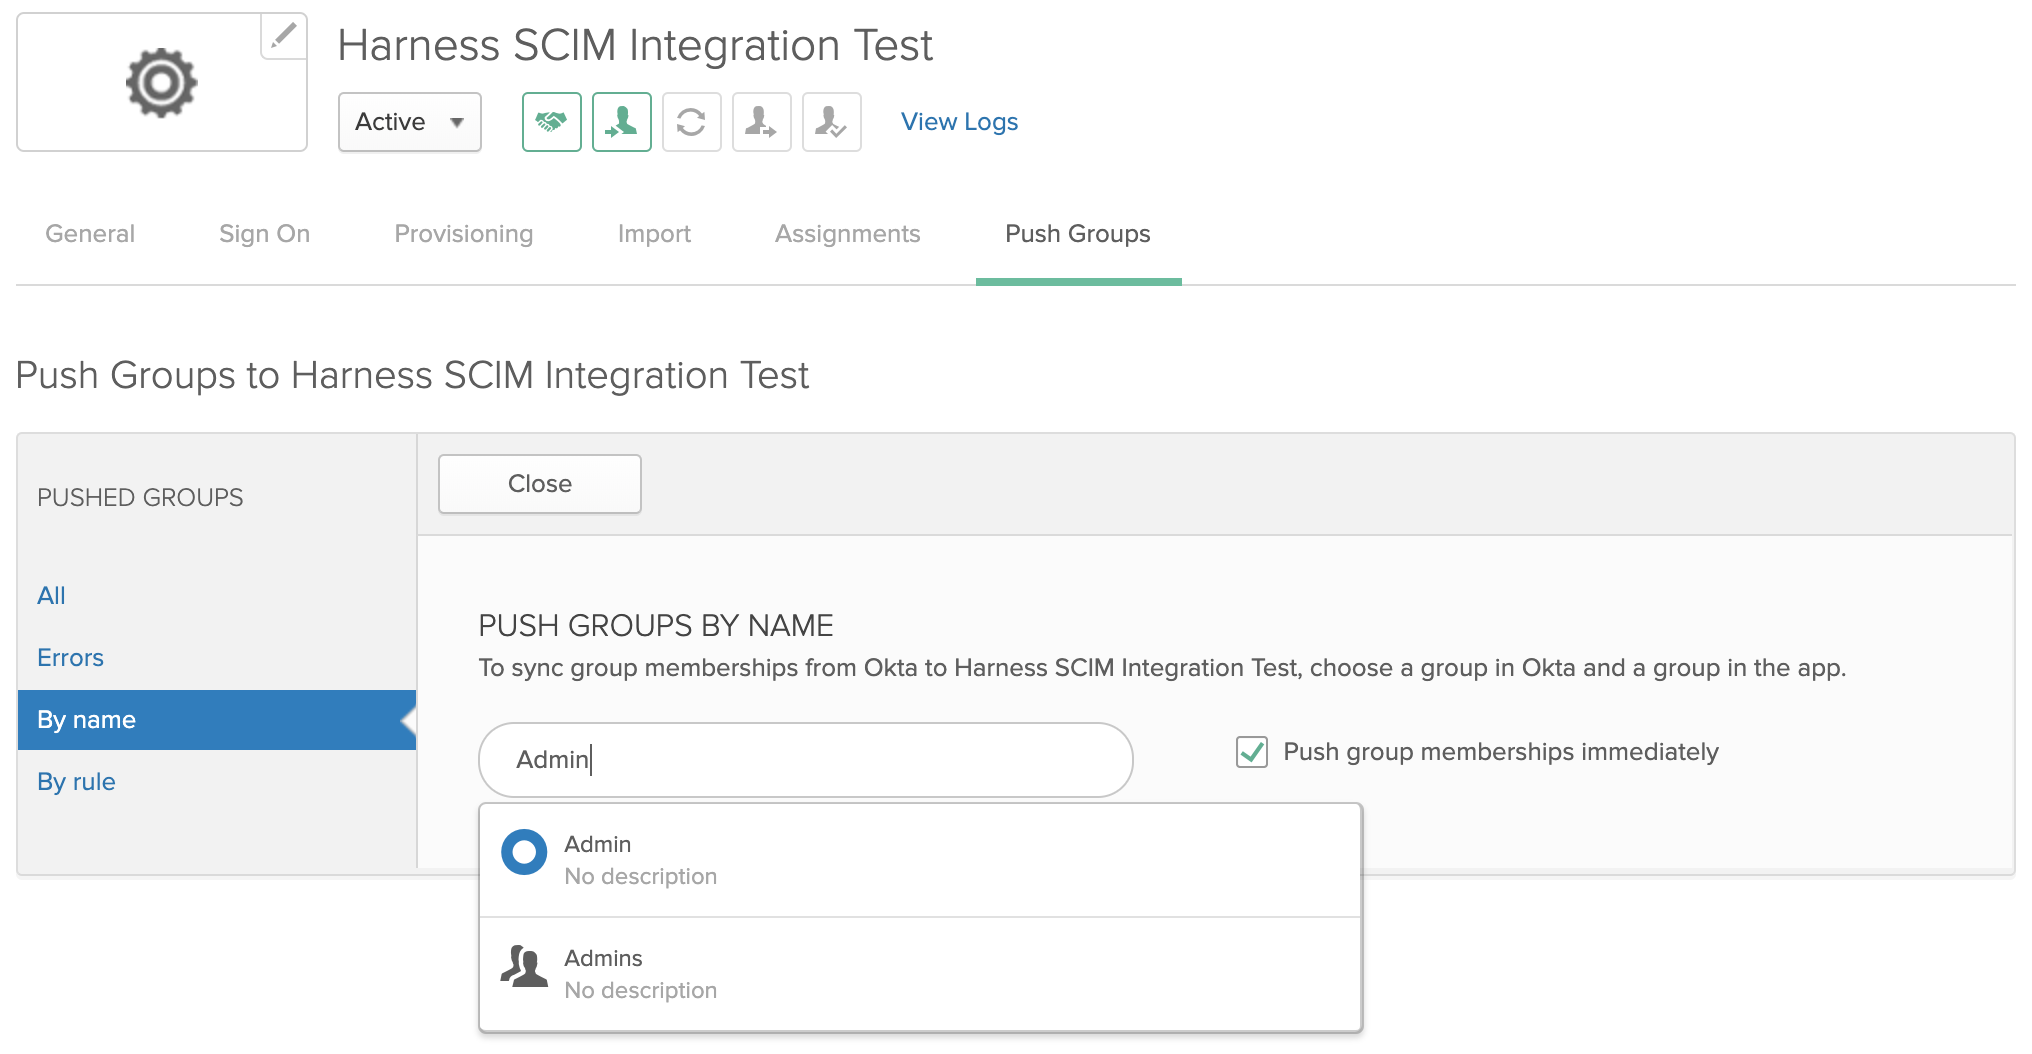 Harness SCIM Integration Test
Active
View Logs
General Sign On Provisioning Import Assignments Push Groups
Push Groups to Harness SCIM Integration Test
PUSHED GROUPS
Close
All
Errors
By name
By rule
PUSH GROUPS BY NAME
To sync group memberships from Okta to Harness SCIM Integration Test, choose a group in Okta and a group in the app.
Admin
Push group memberships immediately
Admin
No description
Admins
No description